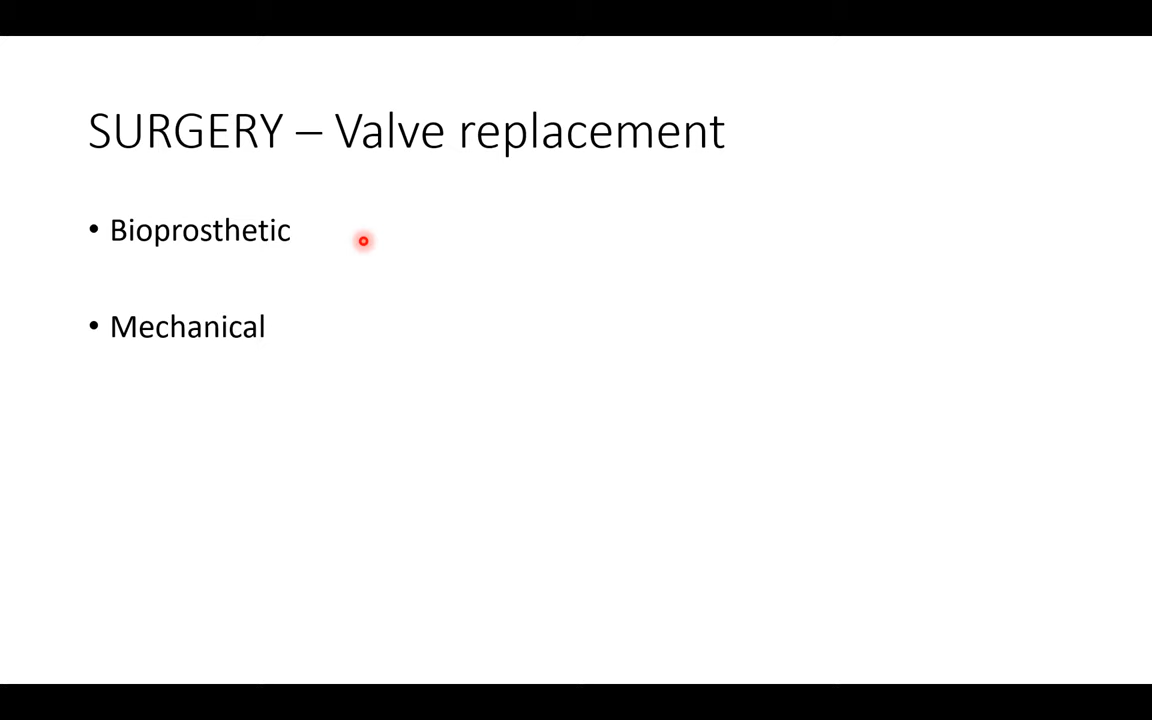 SURGERY – Valve replacement
• Bioprosthetic
• Mechanical